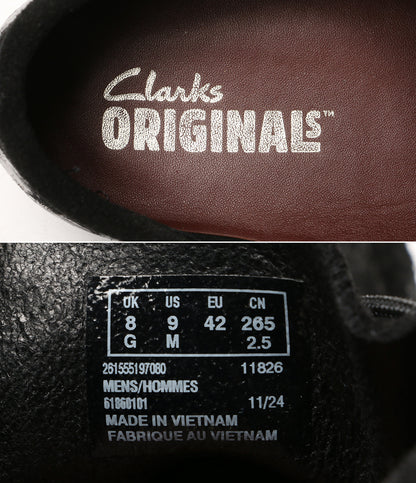 Clarks
ORIGINALS™
UK US EU CN
8 9 42 265
G M 2.5
261555197080 11826
MENS/HOMMES
61860101 11/24
MADE IN VIETNAM
FABRIQUE AU VIETNAM